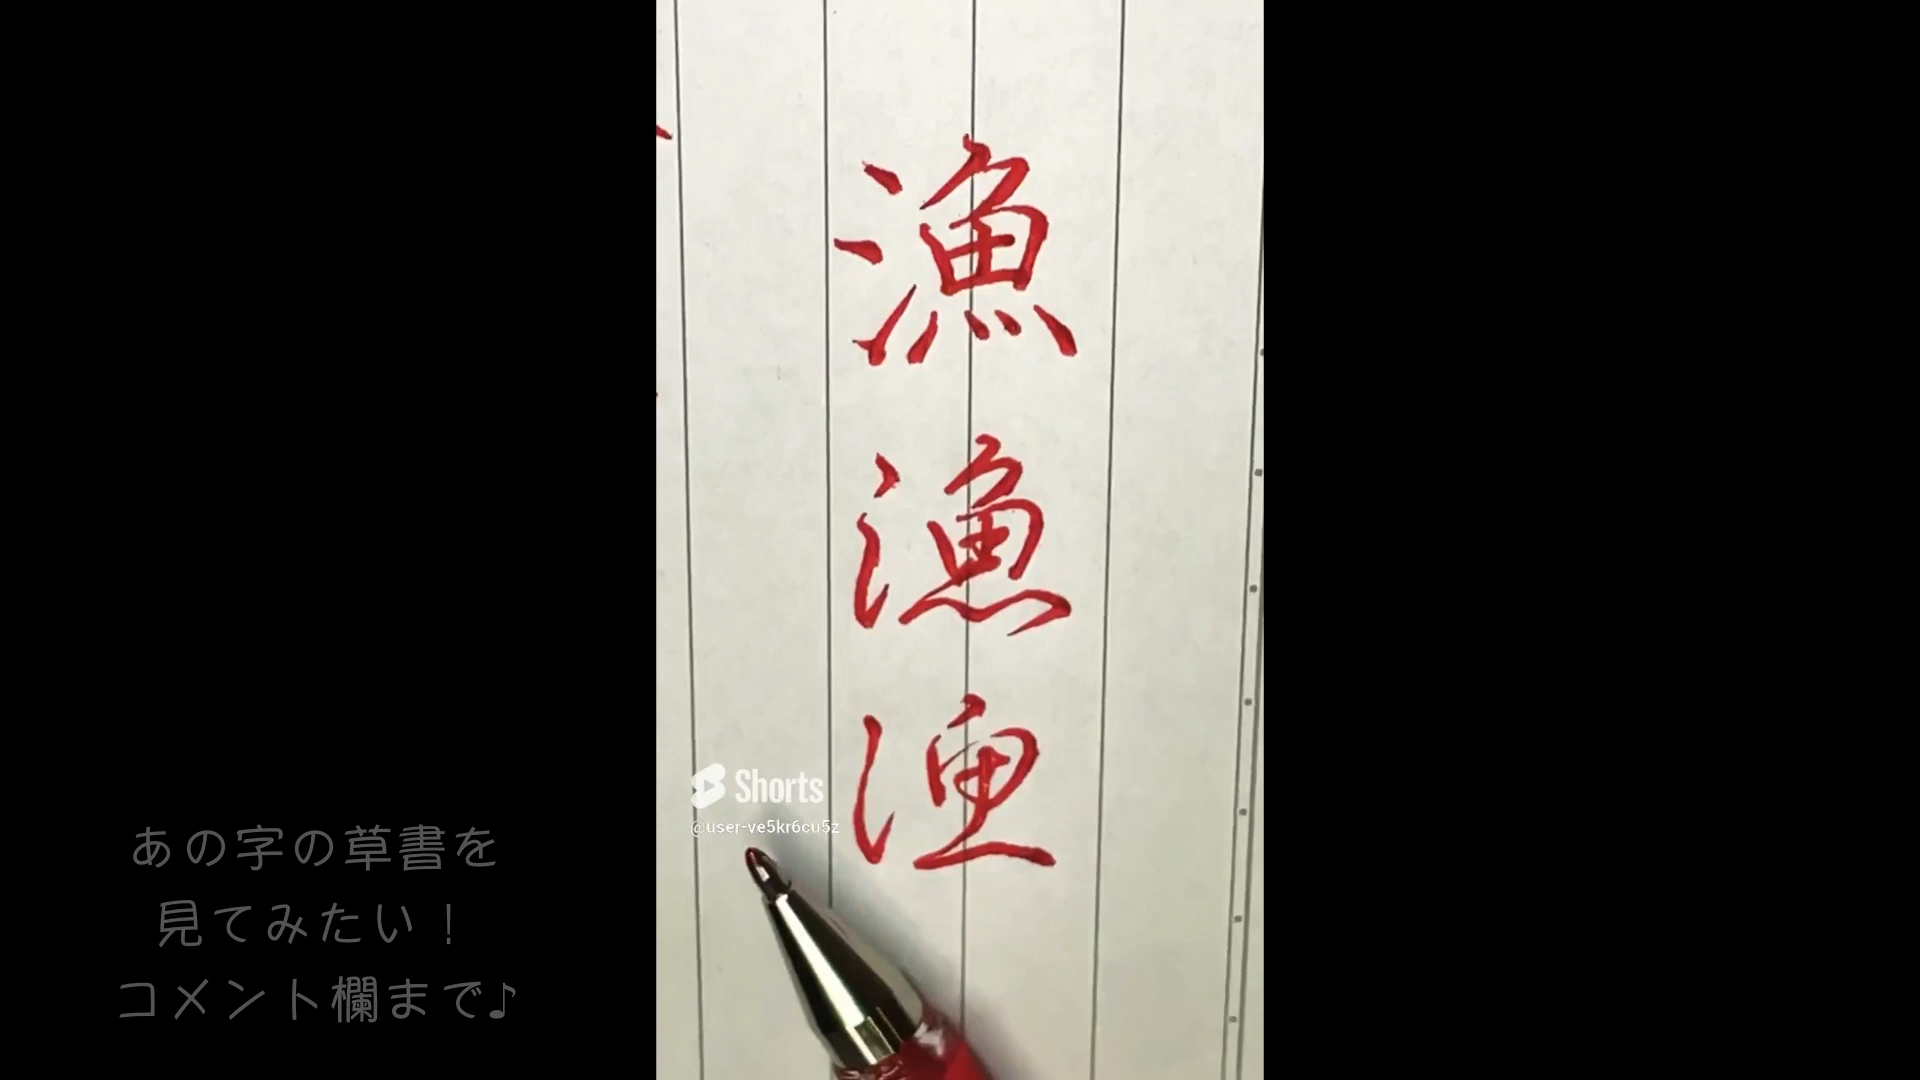 漁
漁
漁
Shorts
@user-ve5kr6cu5z
あの字の草書を
見てみたい！
コメント欄まで♪